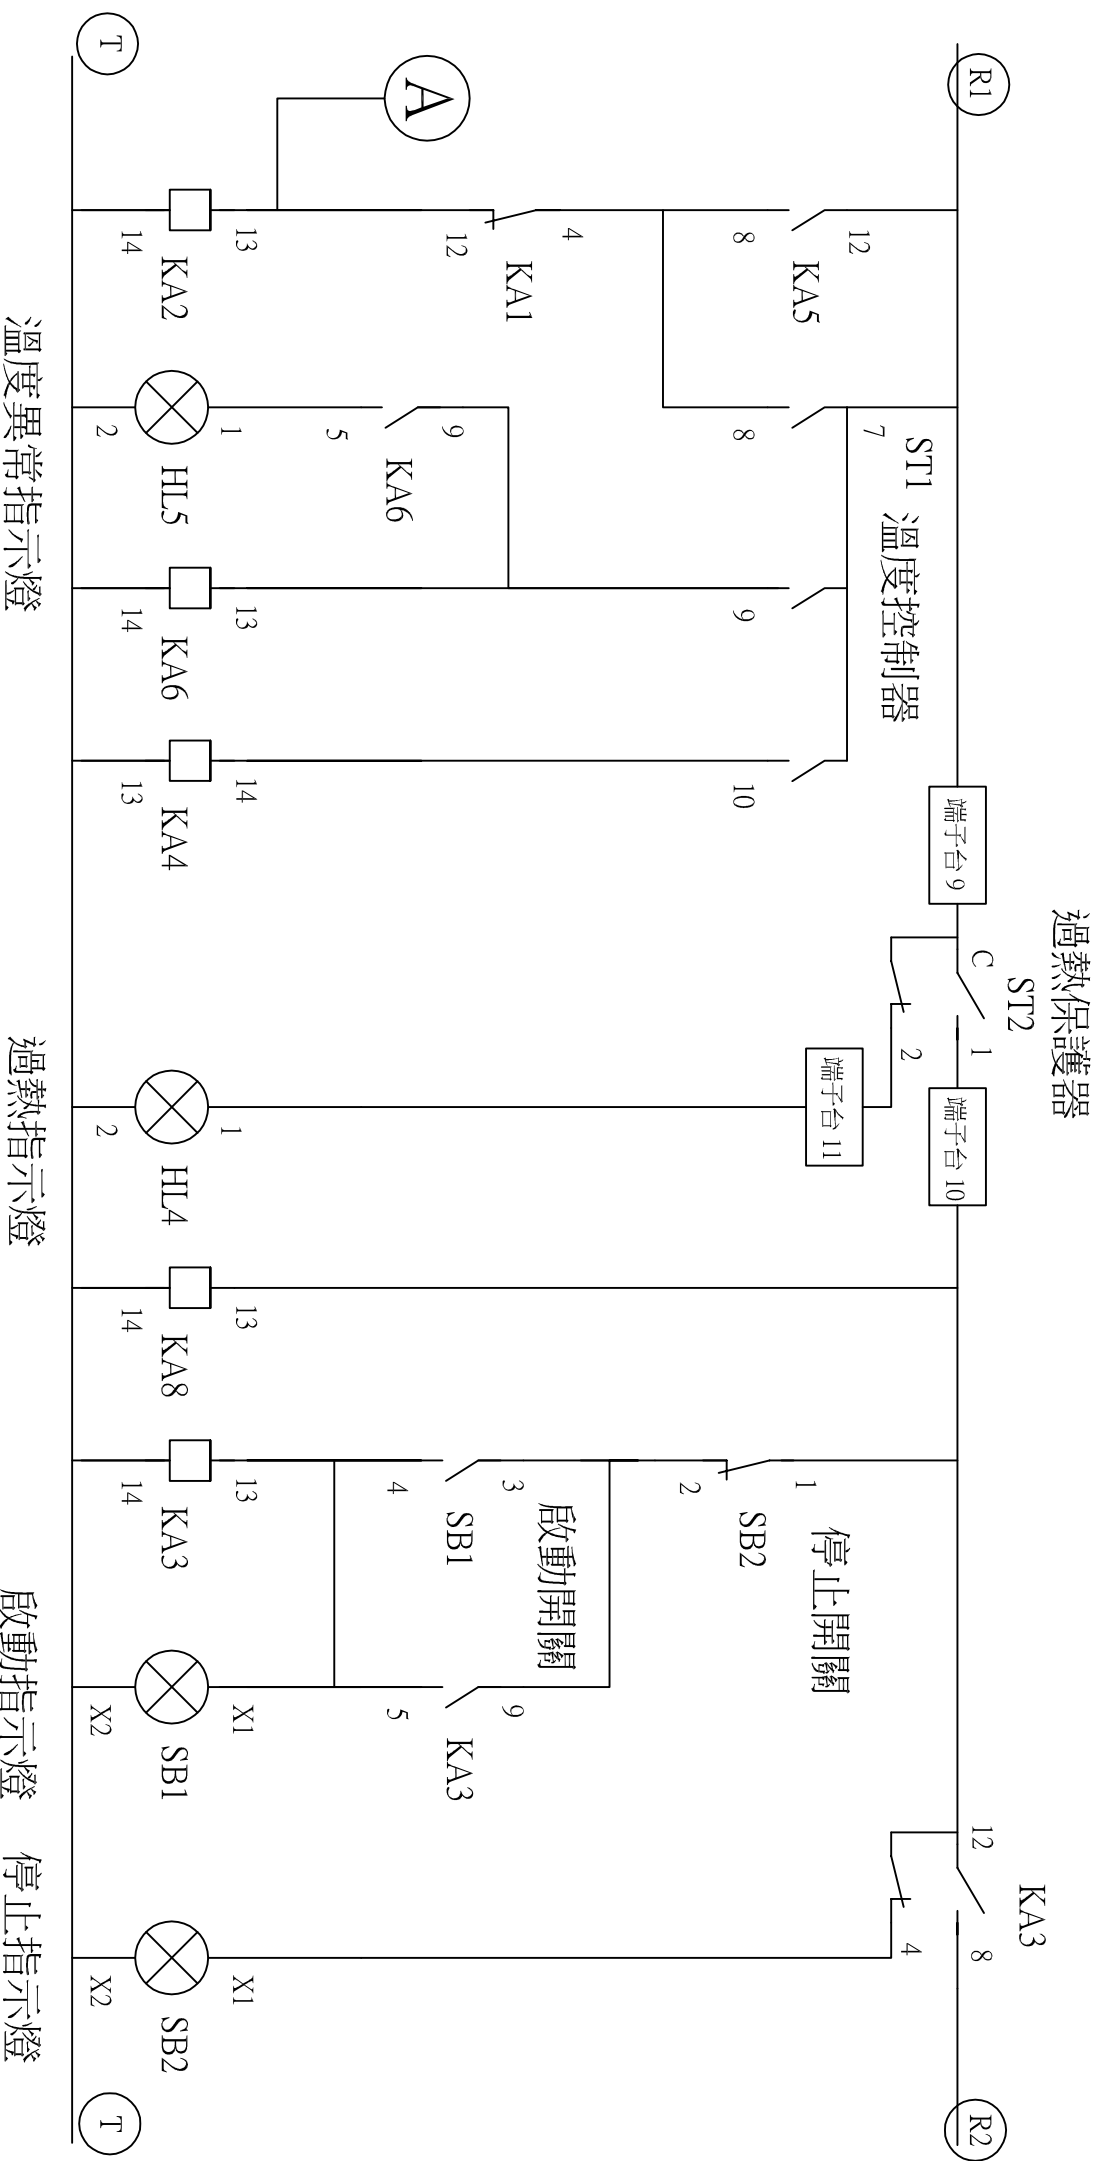 過熱保護器
R1
端子台 9
C
ST2
1
2
端子台 10
端子台 11
12
KA3
8
4
R2
12
KA5
8
7
ST1
溫度控制器
8
9
10
停止開關
1
SB2
2
4
KA1
12
9
KA6
5
啟動開關
3
SB1
4
9
KA3
5
A
13
KA2
14
1
HL5
2
13
KA6
14
14
KA4
13
1
HL4
2
13
KA8
14
13
KA3
14
X1
SB1
X2
X1
SB2
X2
T
T
溫度異常指示燈
過熱指示燈
啟動指示燈
停止指示燈